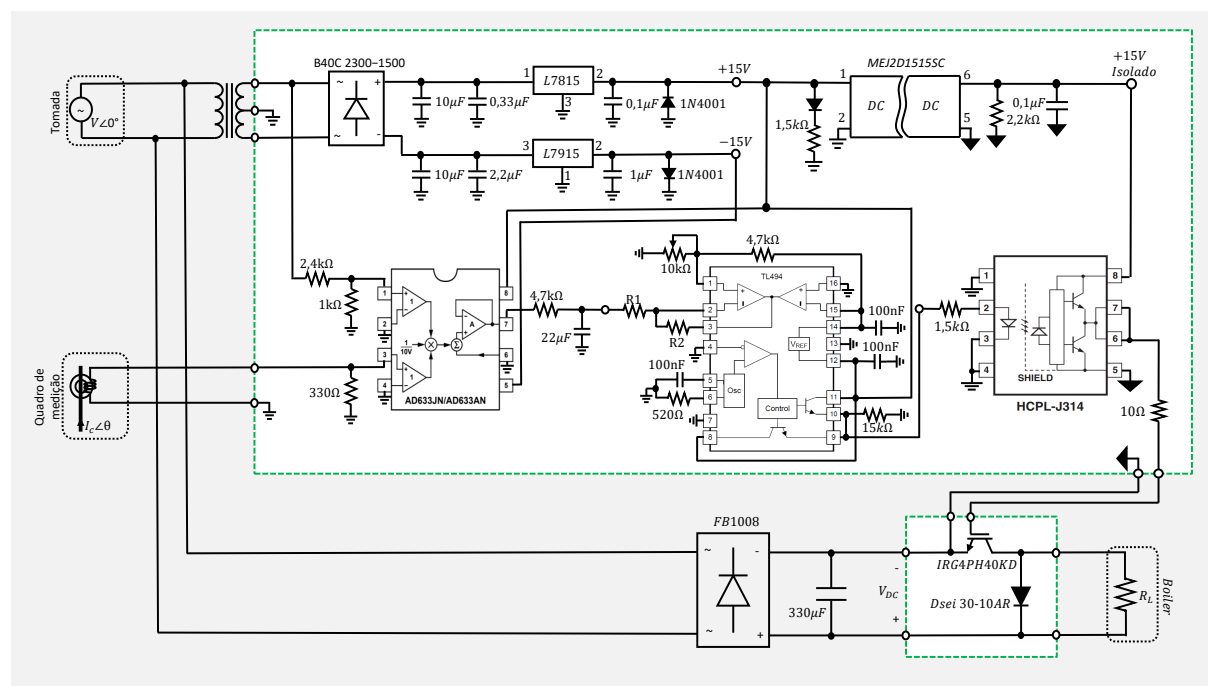 B40C 2300−1500
~
+
~
-
Tomada
~
V∠0°
10μF
0,33μF
1
L7815
2
3
0,1μF
1N4001
+15V
1
MEJ2D1515SC
6
DC
DC
2
5
1,5kΩ
2,2kΩ
0,1μF
+15V
Isolado
10μF
2,2μF
3
L7915
2
1
1μF
1N4001
−15V
2,4kΩ
1kΩ
330Ω
1
2
3
4
8
7
6
5
+
1
-
+
1
-
1
10V
A
AD633JN/AD633AN
4,7kΩ
22μF
R1
R2
10kΩ
4,7kΩ
TL494
1
2
3
4
5
6
7
8
16
15
14
13
12
11
10
9
VREF
Osc
Control
100nF
520Ω
100nF
100nF
15kΩ
1,5kΩ
1
2
3
4
8
7
6
5
SHIELD
HCPL-J314
10Ω
Quadro de
medição
Ic∠θ
FB1008
~
-
~
+
330μF
-
VDC
+
IRG4PH40KD
Dsei 30-10AR
RL
Boiler